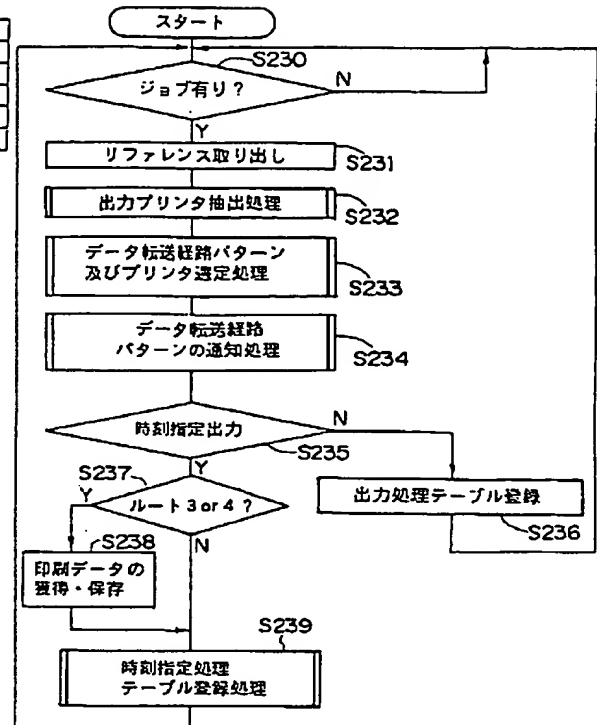 スタート
S230
ジョブ有り?
N
Y
リファレンス取り出し
S231
出力プリンタ抽出処理
S232
データ転送経路パターン
及びプリンタ選定処理
S233
データ転送経路
パターンの通知処理
S234
時刻指定出力
N
S235
Y
出力処理テーブル登録
S236
S237
Y
ルート3or4?
N
S238
印刷データの
獲得・保存
S239
時刻指定処理
テーブル登録処理